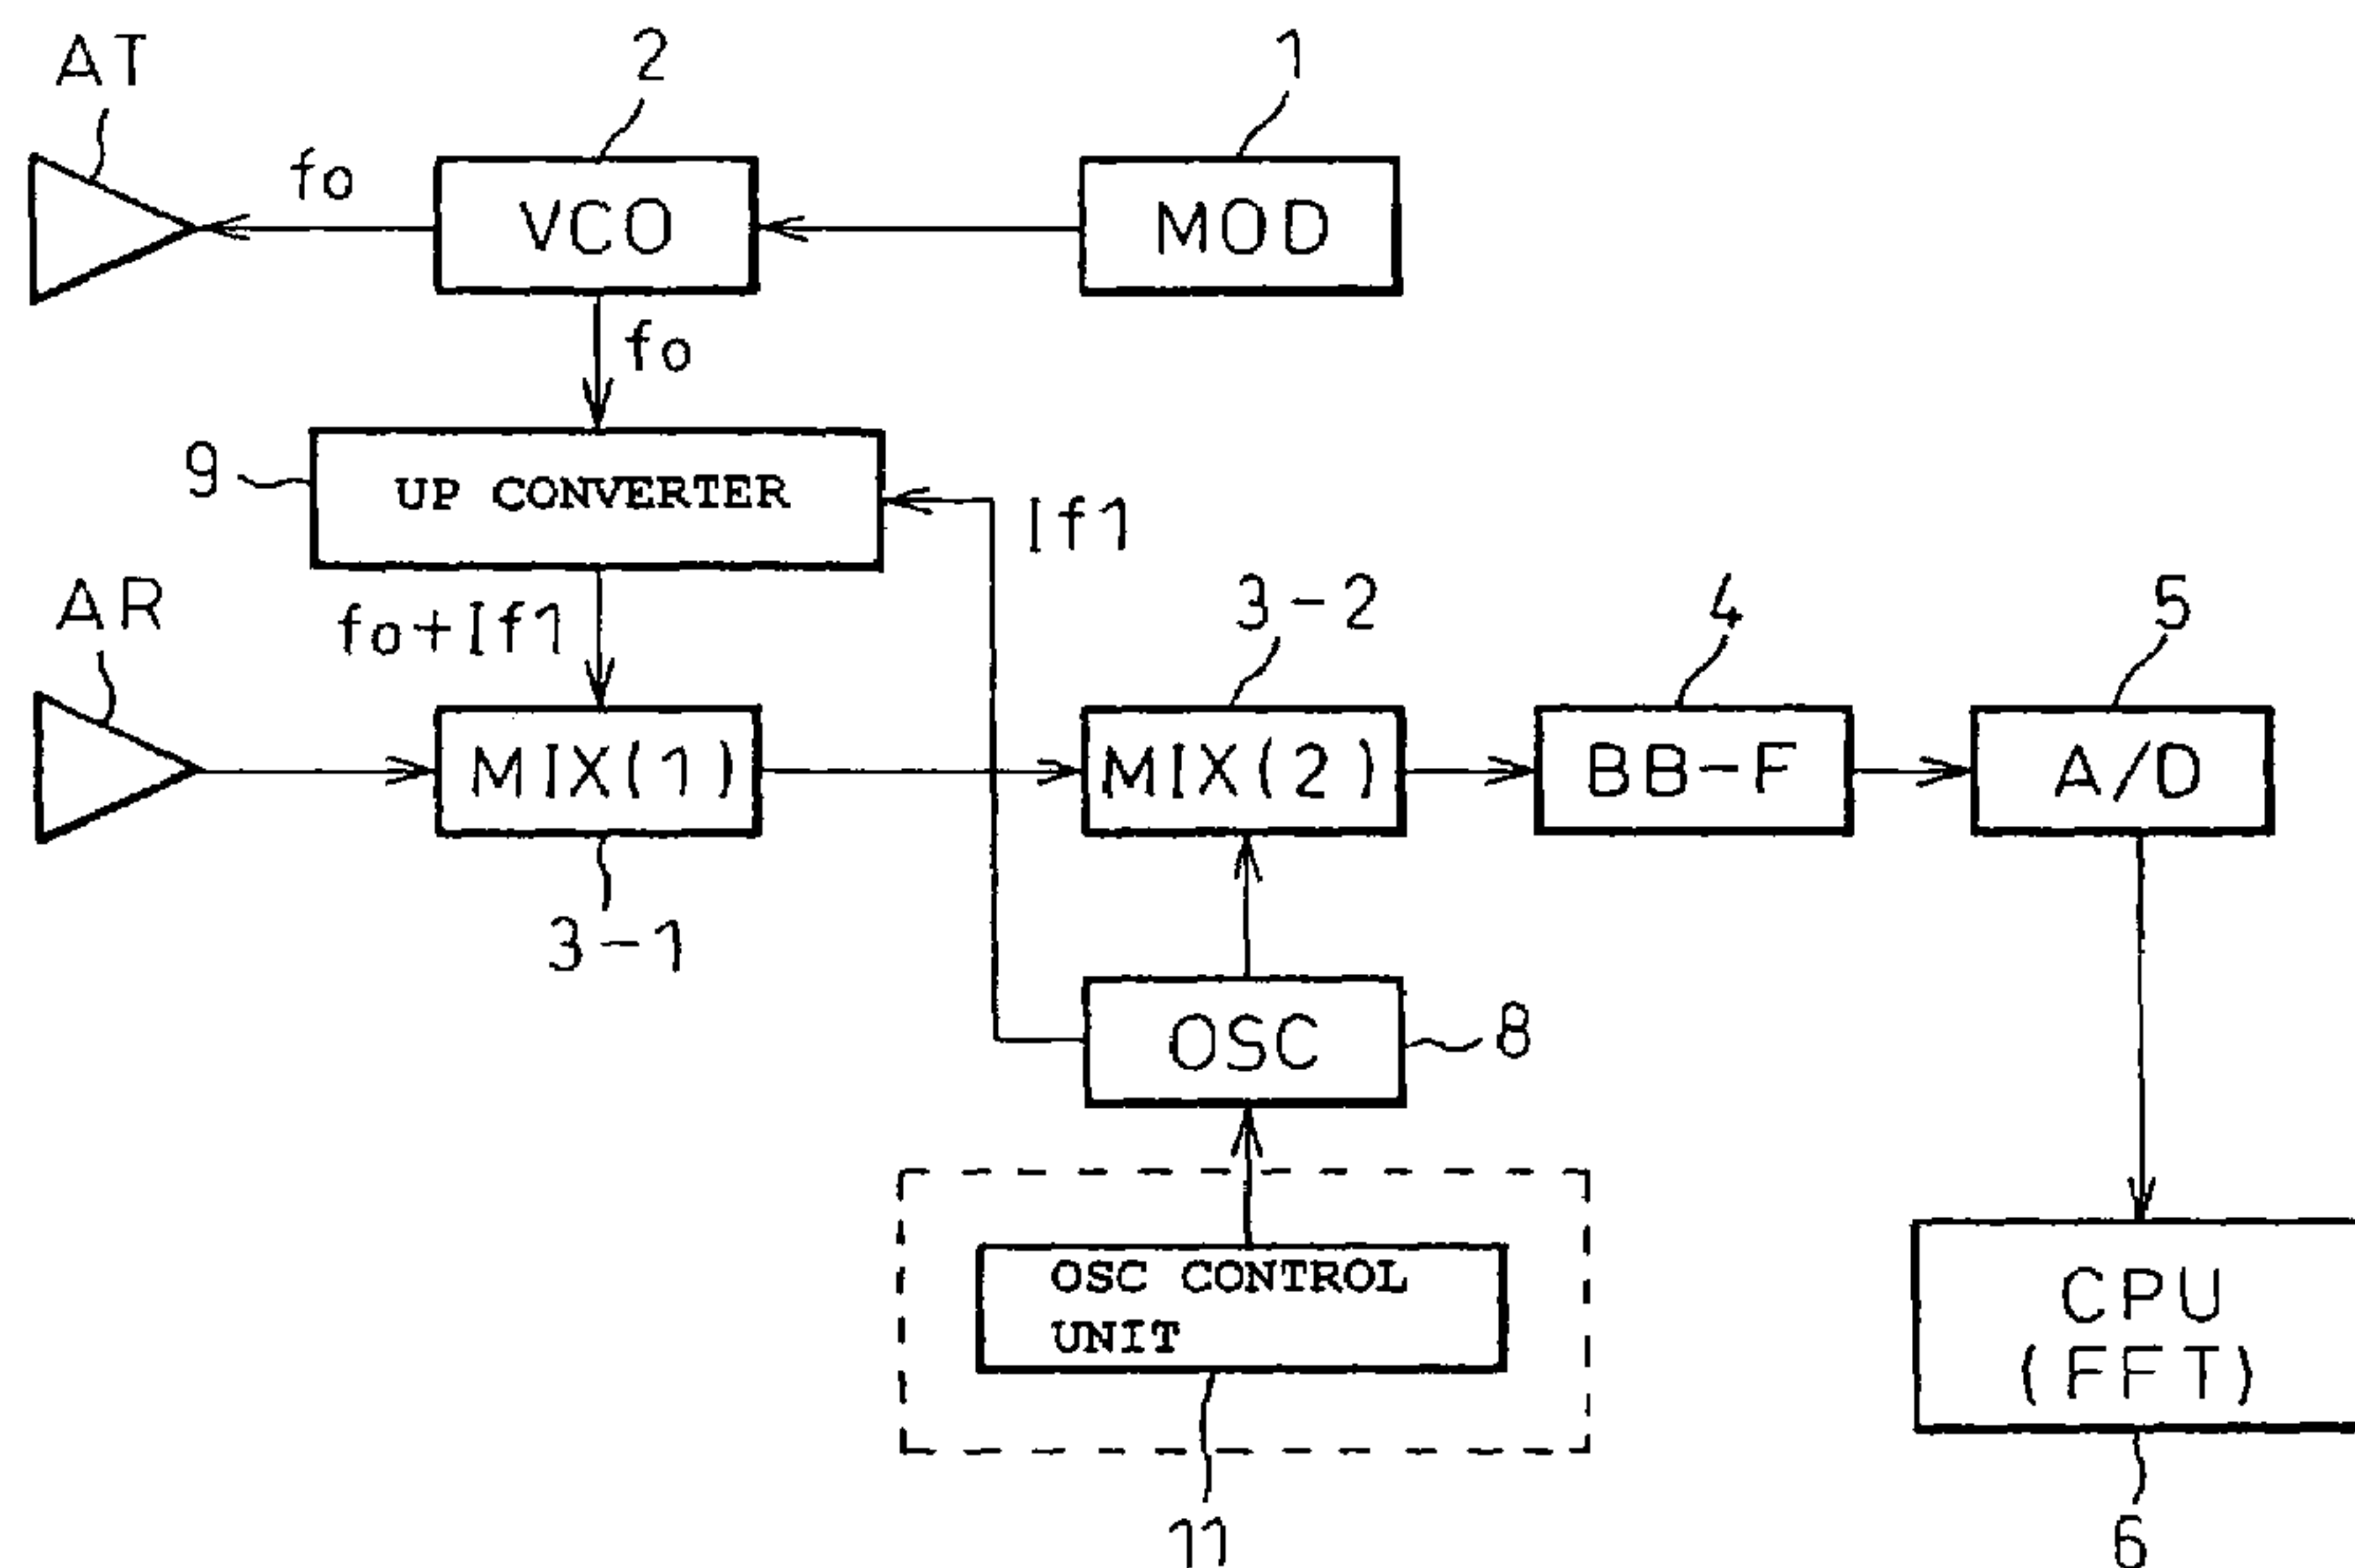 AT
2
1
fo
VCO
MOD
fo
9
UP CONVERTER
If1
AR
fo+If1
3-2
4
5
MIX(1)
MIX(2)
BB-F
A/D
3-1
OSC
8
OSC CONTROL
UNIT
CPU
(FFT)
11
6